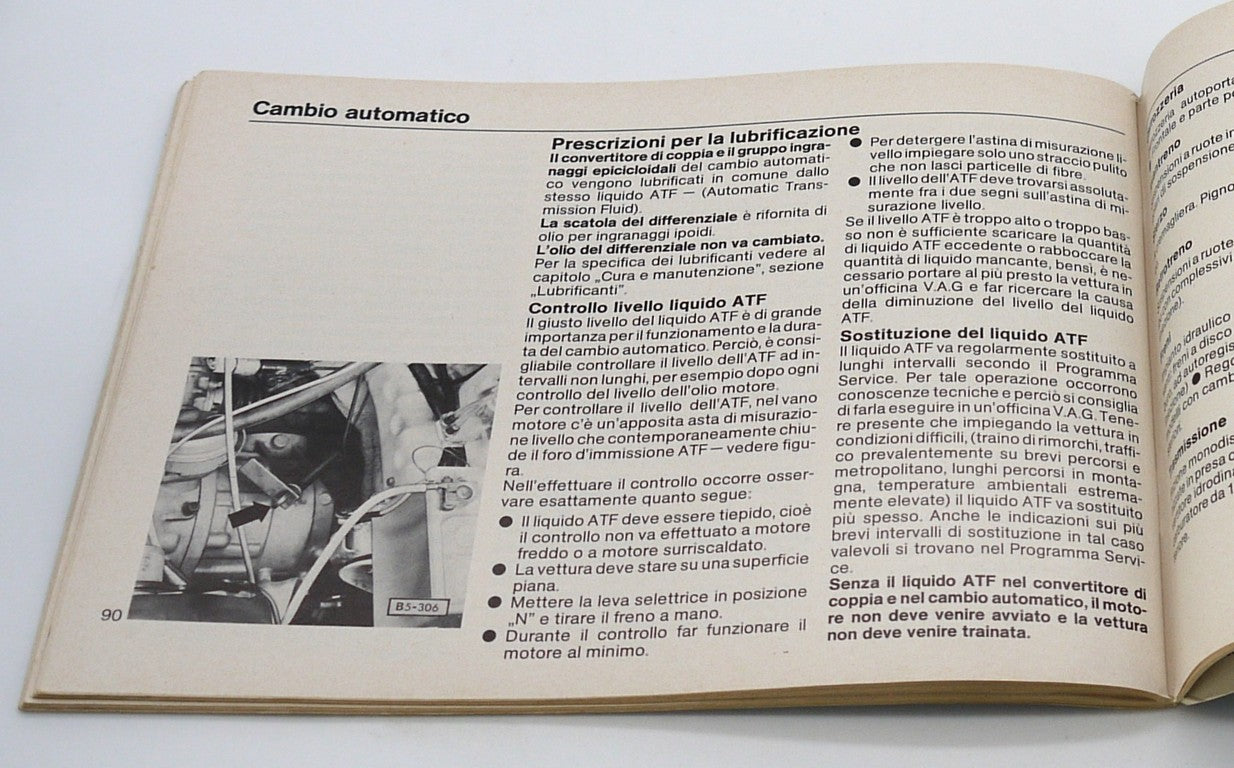 Cambio automatico
Prescrizioni per la lubrificazione
Il convertitore di coppia e il gruppo ingra-
naggi epicicloidali del cambio automati-
co vengono lubrificati in comune dallo
stesso liquido ATF — (Automatic Trans-
mission Fluid).
La scatola del differenziale è rifornita di
olio per ingranaggi ipoidi.
L'olio del differenziale non va cambiato.
Per la specifica dei lubrificanti vedere al
capitolo „Cura e manutenzione", sezione
„Lubrificanti".
Controllo livello liquido ATF
Il giusto livello del liquido ATF è di grande
importanza per il funzionamento e la dura-
ta del cambio automatico. Perciò, è consi-
gliabile controllare il livello dell'ATF ad in-
tervalli non lunghi, per esempio dopo ogni
controllo del livello dell'olio motore.
Per controllare il livello dell'ATF, nel vano
motore c'è un'apposita asta di misurazio-
ne livello che contemporaneamente chiu-
de il foro d'immissione ATF — vedere figu-
ra.
Nell'effettuare il controllo occorre osser-
vare esattamente quanto segue:
● Il liquido ATF deve essere tiepido, cioè
il controllo non va effettuato a motore
freddo o a motore surriscaldato.
● La vettura deve stare su una superficie
piana.
● Mettere la leva selettrice in posizione
„N" e tirare il freno a mano.
● Durante il controllo far funzionare il
motore al minimo.
● Per detergere l'astina di misurazione li-
vello impiegare solo uno straccio pulito
che non lasci particelle di fibre.
● Il livello dell'ATF deve trovarsi assoluta-
mente fra i due segni sull'astina di mi-
surazione livello.
Se il livello ATF è troppo alto o troppo bas-
so non è sufficiente scaricare la quantità
di liquido ATF eccedente o rabboccare la
quantità di liquido mancante, bensì, è ne-
cessario portare al più presto la vettura in
un'officina V.A.G e far ricercare la causa
della diminuzione del livello del liquido
ATF.
Sostituzione del liquido ATF
Il liquido ATF va regolarmente sostituito a
lunghi intervalli secondo il Programma
Service. Per tale operazione occorrono
conoscenze tecniche e perciò si consiglia
di farla eseguire in un'officina V.A.G. Tene-
re presente che impiegando la vettura in
condizioni difficili, (traino di rimorchi, traffi-
co prevalentemente su brevi percorsi e
metropolitano, lunghi percorsi in monta-
gna, temperature ambientali estrema-
mente elevate) il liquido ATF va sostituito
più spesso. Anche le indicazioni sui più
brevi intervalli di sostituzione in tal caso
valevoli si trovano nel Programma Servi-
ce.
Senza il liquido ATF nel convertitore di
coppia e nel cambio automatico, il moto-
re non deve venire avviato e la vettura
non deve venire trainata.
B5-306
90